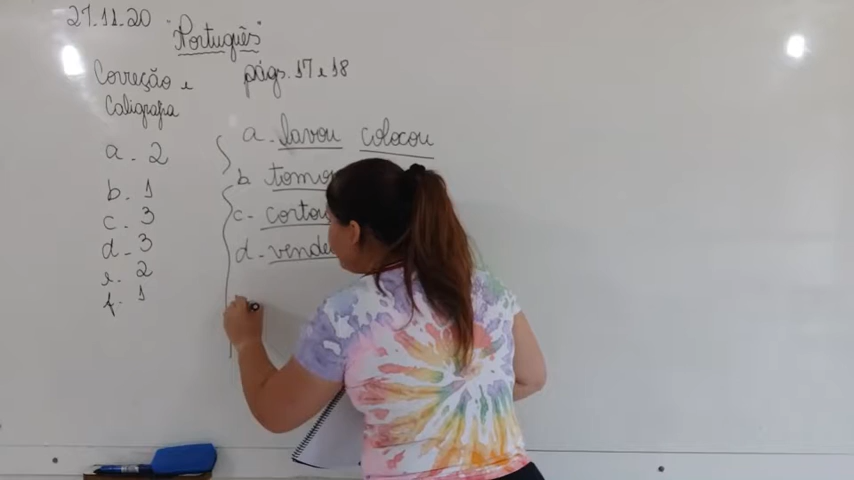 27.11.20 "Português"
Correção e
Caligrafia
págs. 17 e 18
a - 2
b. 1
c. 3
d - 3
e. 2
f. 1
a - lavou colocou
b
c -
d -